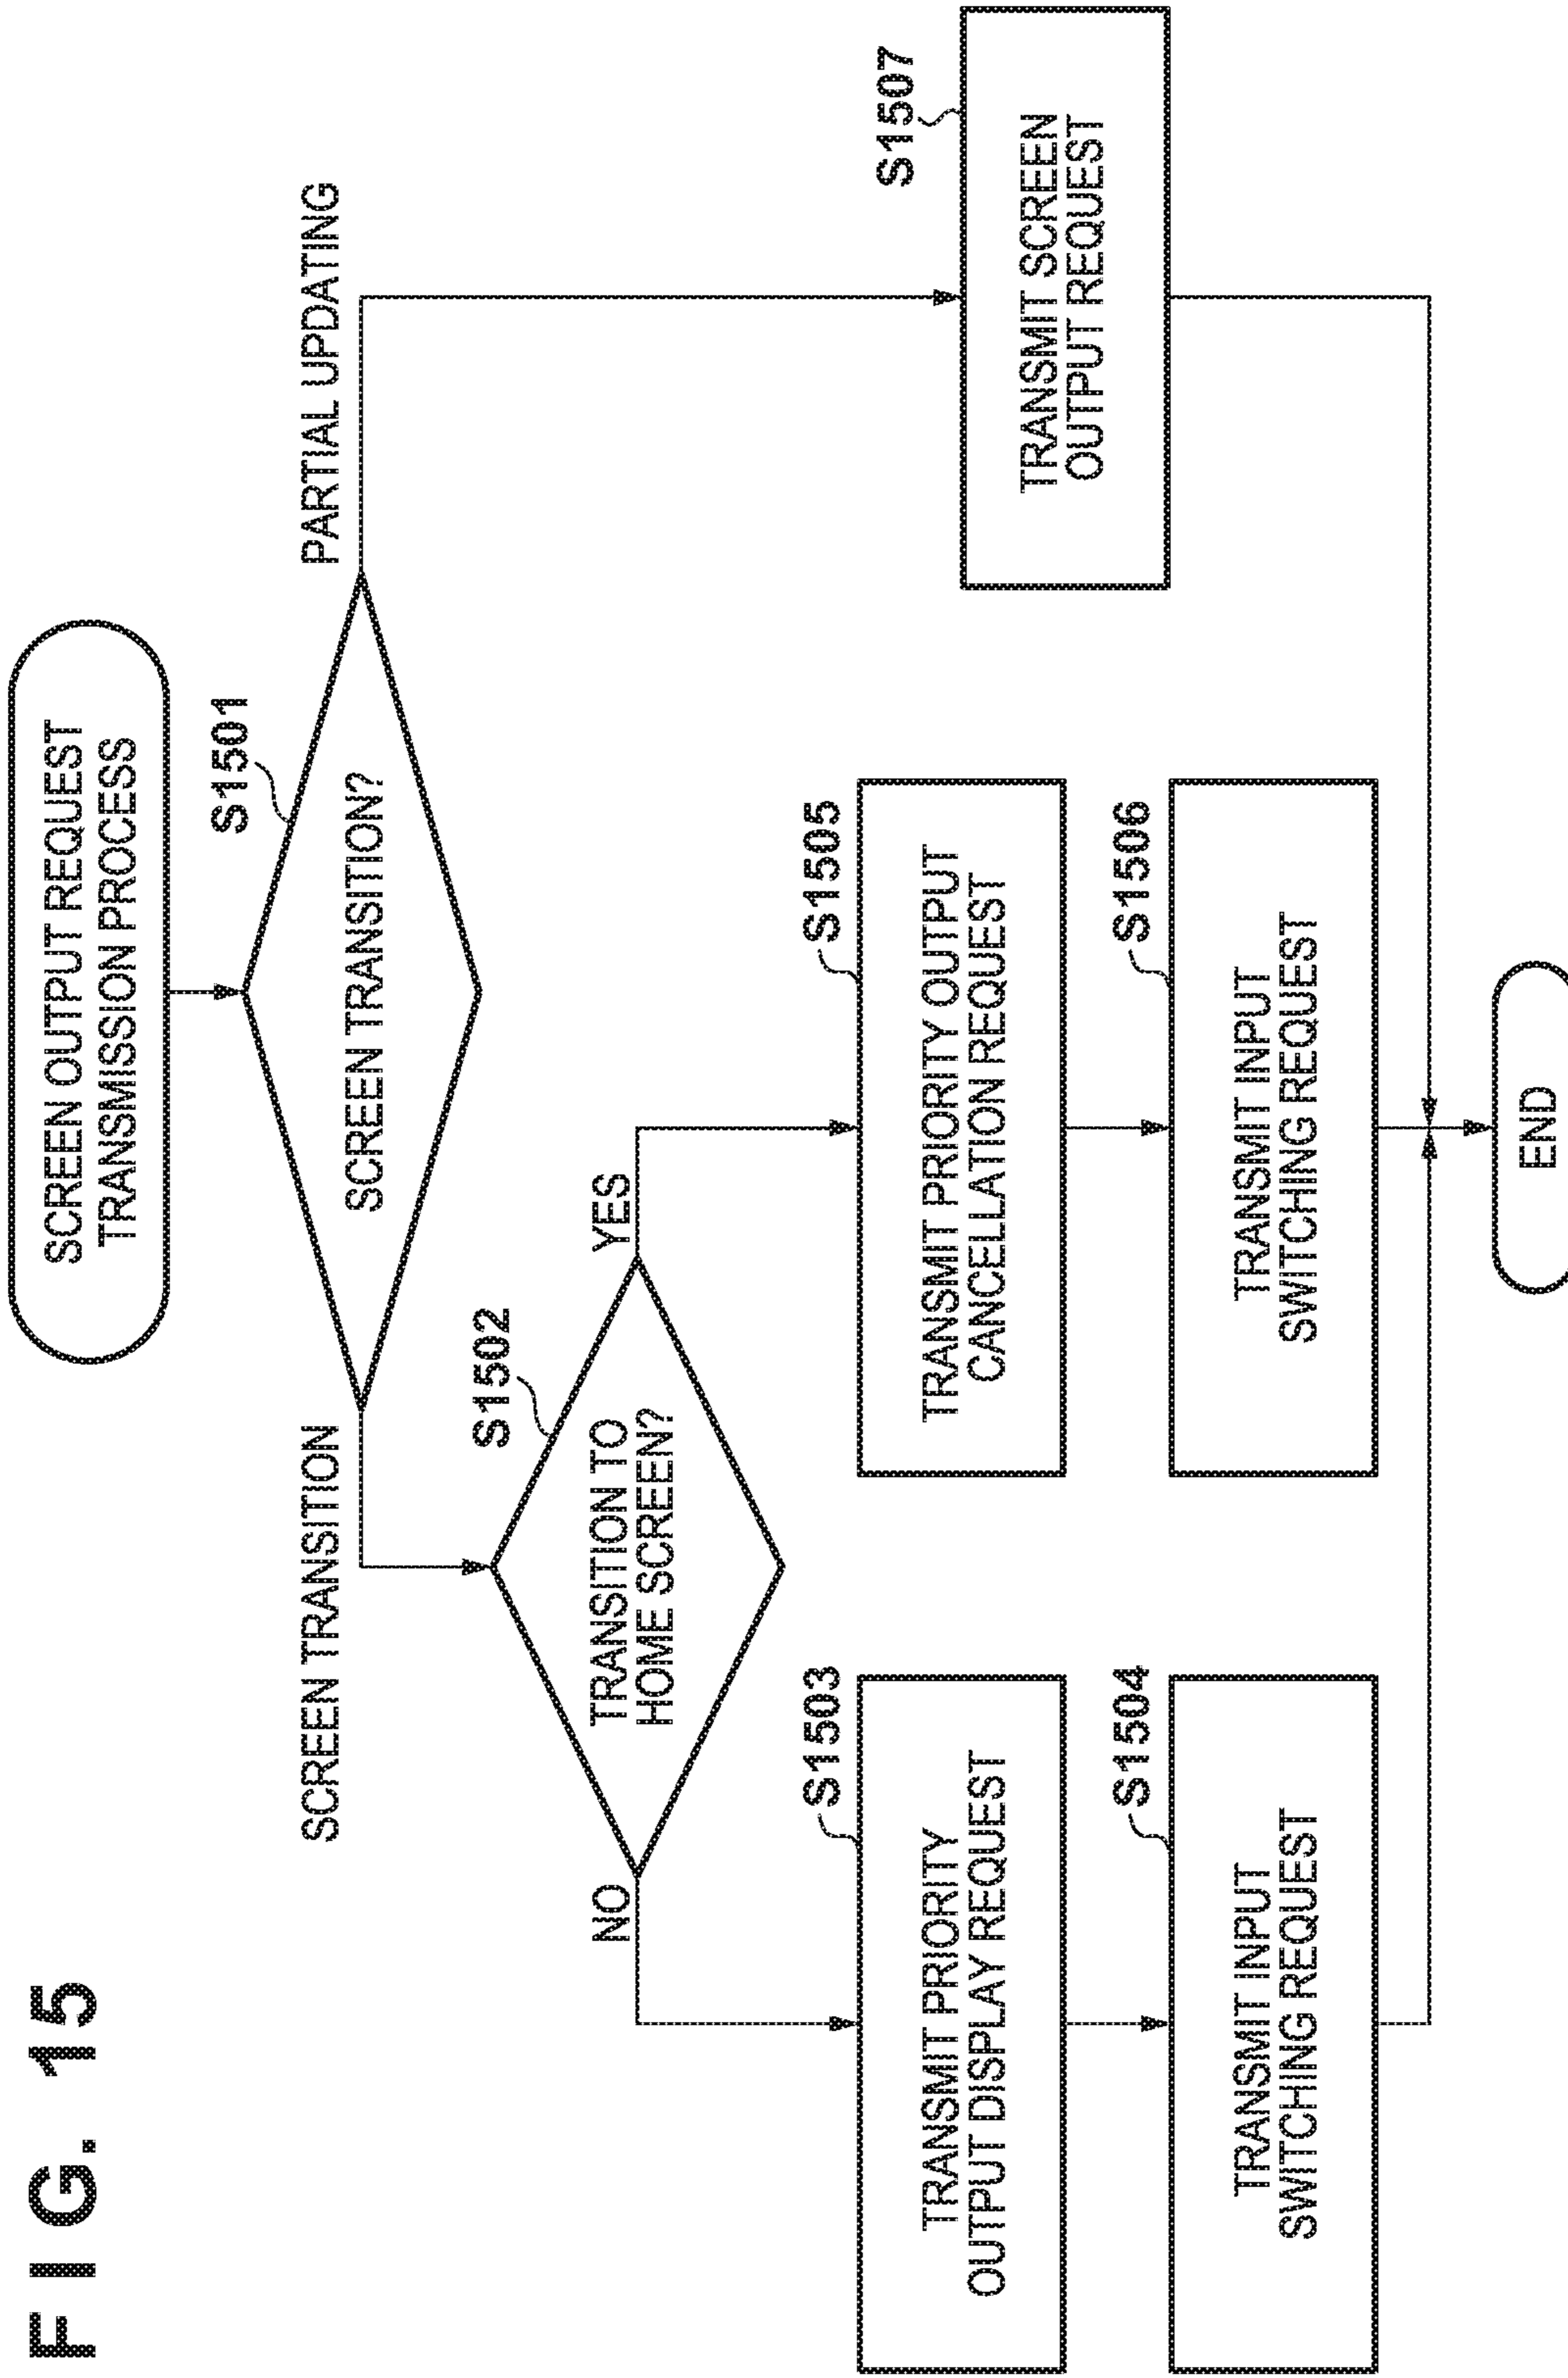 FIG. 15
SCREEN OUTPUT REQUEST
TRANSMISSION PROCESS
S1501
SCREEN TRANSITION?
SCREEN TRANSITION
PARTIAL UPDATING
S1502
TRANSITION TO
HOME SCREEN?
NO
YES
S1503
TRANSMIT PRIORITY
OUTPUT DISPLAY REQUEST
S1504
TRANSMIT INPUT
SWITCHING REQUEST
S1505
TRANSMIT PRIORITY OUTPUT
CANCELLATION REQUEST
S1506
TRANSMIT INPUT
SWITCHING REQUEST
S1507
TRANSMIT SCREEN
OUTPUT REQUEST
END